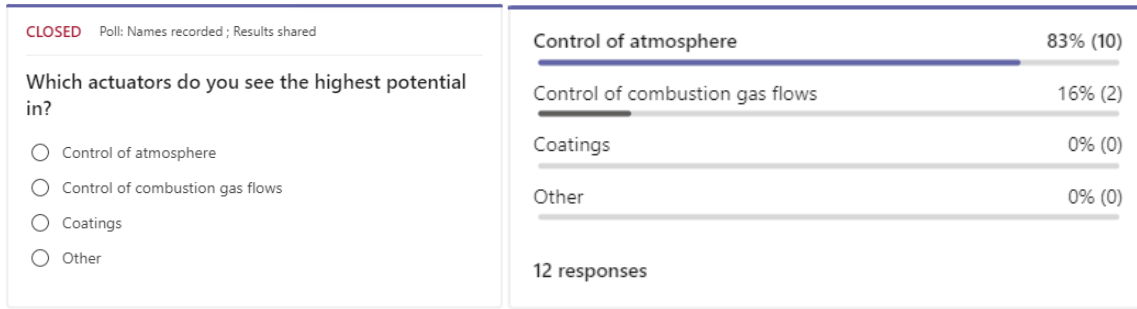 CLOSED Poll: Names recorded ; Results shared
Which actuators do you see the highest potential
in?
Control of atmosphere
Control of combustion gas flows
Coatings
Other
Control of atmosphere 83% (10)
Control of combustion gas flows 16% (2)
Coatings 0% (0)
Other 0% (0)
12 responses